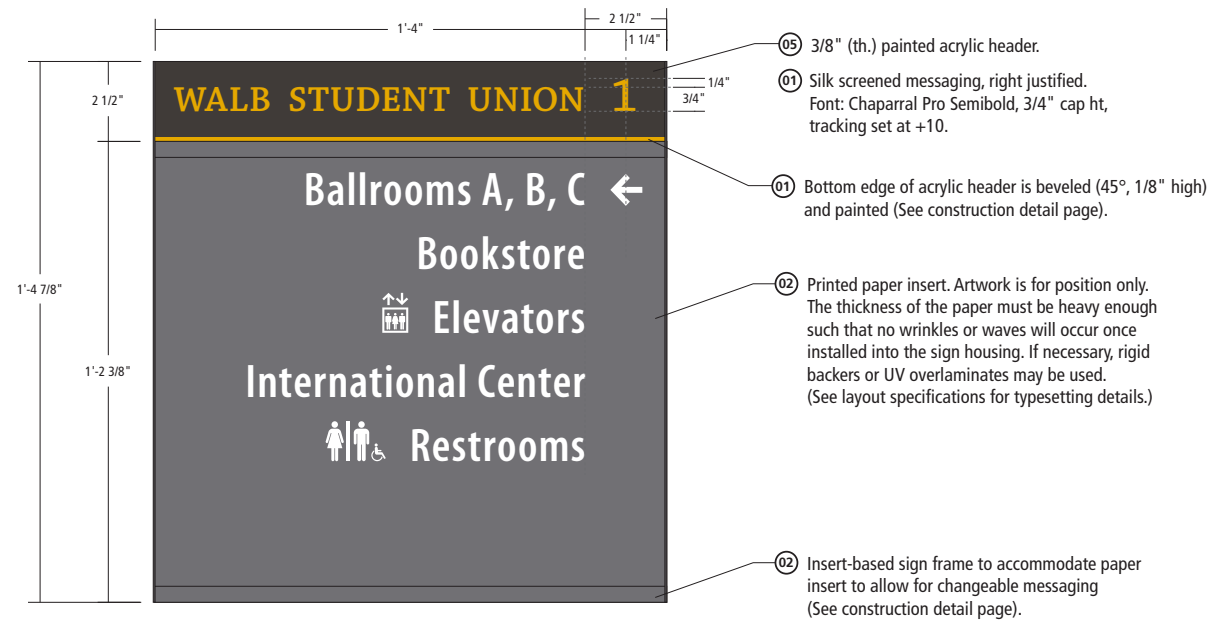 1'-4"
2 1/2"
1 1/4"
1/4"
3/4"
2 1/2"
1'-4 7/8"
1'-2 3/8"
WALB STUDENT UNION 1
Ballrooms A, B, C ←
Bookstore
Elevators
International Center
Restrooms
05 3/8" (th.) painted acrylic header.
01 Silk screened messaging, right justified.
Font: Chaparral Pro Semibold, 3/4" cap ht,
tracking set at +10.
01 Bottom edge of acrylic header is beveled (45°, 1/8" high)
and painted (See construction detail page).
02 Printed paper insert. Artwork is for position only.
The thickness of the paper must be heavy enough
such that no wrinkles or waves will occur once
installed into the sign housing. If necessary, rigid
backers or UV overlaminates may be used.
(See layout specifications for typesetting details.)
02 Insert-based sign frame to accommodate paper
insert to allow for changeable messaging
(See construction detail page).